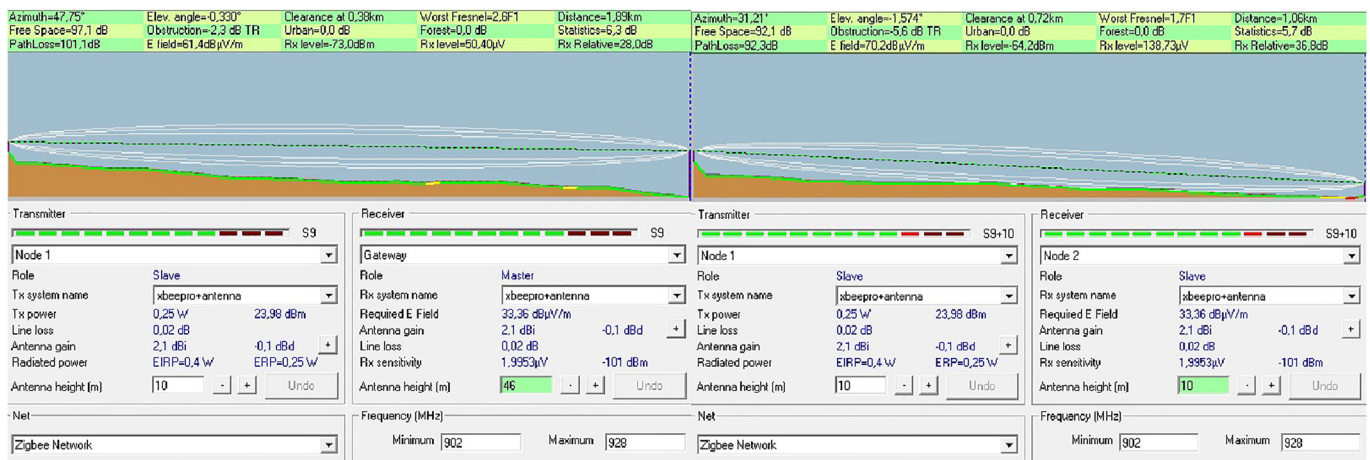 Azimuth=47,75° Elev. angle=-0,330° Clearance at 0,38km Worst Fresnel=2,6F1 Distance=1,89km
Free Space=97,1 dB Obstruction=-2,3 dB TR Urban=0,0 dB Forest=0,0 dB Statistics=6,3 dB
PathLoss=101,1dB E field=61,4dBµV/m Rx level=-73,0dBm Rx level=50,40µV Rx Relative=28,0dB
Transmitter
S9
Node 1
Role Slave
Tx system name xbeepro+antenna
Tx power 0,25 W 23,98 dBm
Line loss 0,02 dB
Antenna gain 2,1 dBi -0,1 dBd +
Radiated power EIRP=0,4 W ERP=0,25 W
Antenna height (m) 10 - + Undo
Net
Zigbee Network
Receiver
S9
Gateway
Role Master
Rx system name xbeepro+antenna
Required E Field 33,36 dBµV/m
Antenna gain 2,1 dBi -0,1 dBd +
Line loss 0,02 dB
Rx sensitivity 1,9953µV -101 dBm
Antenna height (m) 46 - + Undo
Frequency (MHz)
Minimum 902 Maximum 928
Azimuth=31,21° Elev. angle=-1,574° Clearance at 0,72km Worst Fresnel=1,7F1 Distance=1,06km
Free Space=92,1 dB Obstruction=-5,6 dB TR Urban=0,0 dB Forest=0,0 dB Statistics=5,7 dB
PathLoss=92,3dB E field=70,2dBµV/m Rx level=-64,2dBm Rx level=138,73µV Rx Relative=36,8dB
Transmitter
S9+10
Node 1
Role Slave
Tx system name xbeepro+antenna
Tx power 0,25 W 23,98 dBm
Line loss 0,02 dB
Antenna gain 2,1 dBi -0,1 dBd +
Radiated power EIRP=0,4 W ERP=0,25 W
Antenna height (m) 10 - + Undo
Net
Zigbee Network
Receiver
S9+10
Node 2
Role Slave
Rx system name xbeepro+antenna
Required E Field 33,36 dBµV/m
Antenna gain 2,1 dBi -0,1 dBd +
Line loss 0,02 dB
Rx sensitivity 1,9953µV -101 dBm
Antenna height (m) 10 - + Undo
Frequency (MHz)
Minimum 902 Maximum 928